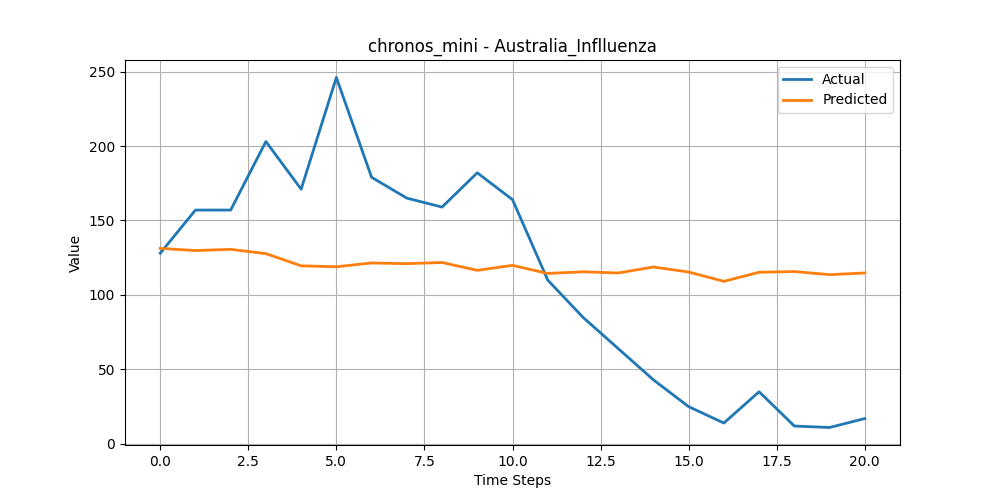 chronos_mini - Australia_Inflluenza
Actual
Predicted
Value
250
200
150
100
50
0
0.0 2.5 5.0 7.5 10.0 12.5 15.0 17.5 20.0
Time Steps